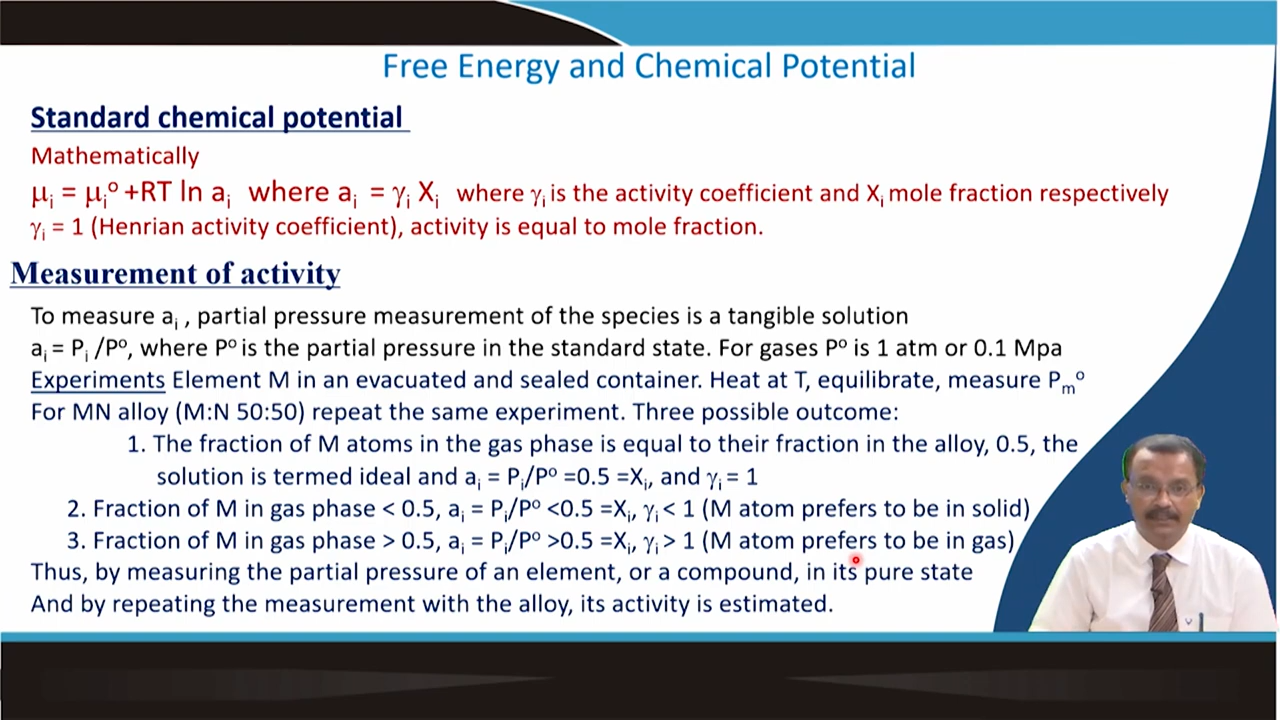 Free Energy and Chemical Potential
Standard chemical potential
Mathematically
μᵢ = μᵢᵒ +RT ln aᵢ where aᵢ = γᵢ Xᵢ where γᵢ is the activity coefficient and Xᵢ mole fraction respectively
γᵢ = 1 (Henrian activity coefficient), activity is equal to mole fraction.
Measurement of activity
To measure aᵢ , partial pressure measurement of the species is a tangible solution
aᵢ = Pᵢ /Pᵒ, where Pᵒ is the partial pressure in the standard state. For gases Pᵒ is 1 atm or 0.1 Mpa
Experiments Element M in an evacuated and sealed container. Heat at T, equilibrate, measure Pₘᵒ
For MN alloy (M:N 50:50) repeat the same experiment. Three possible outcome:
1. The fraction of M atoms in the gas phase is equal to their fraction in the alloy, 0.5, the
solution is termed ideal and aᵢ = Pᵢ/Pᵒ =0.5 =Xᵢ, and γᵢ = 1
2. Fraction of M in gas phase < 0.5, aᵢ = Pᵢ/Pᵒ <0.5 =Xᵢ, γᵢ < 1 (M atom prefers to be in solid)
3. Fraction of M in gas phase > 0.5, aᵢ = Pᵢ/Pᵒ >0.5 =Xᵢ, γᵢ > 1 (M atom prefers to be in gas)
Thus, by measuring the partial pressure of an element, or a compound, in its pure state
And by repeating the measurement with the alloy, its activity is estimated.